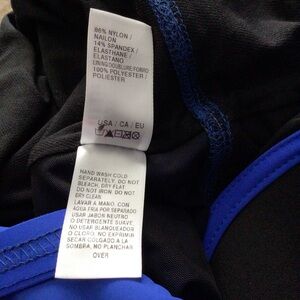 86% NYLON /
NAILON
14% SPANDEX /
ELASTHANE /
ELASTANO
LINING/DOUBLURE/FORRO
100% POLYESTER /
POLIESTER
USA / CA / EU
HAND WASH COLD
SEPARATELY. DO NOT
BLEACH. DRY FLAT
DO NOT IRON. DO NOT
DRY CLEAN.
LAVAR A MANO. CON
AGUA FRIA POR SEPARADO
USAR JABON NEUTRO
O DETERGENTE SUAVE.
NO USAR BLANQUEADOR
O CLORO. NO EXPRIMIR
SECAR COLGADO A LA
SOMBRA, NO PLANCHAR.
OVER